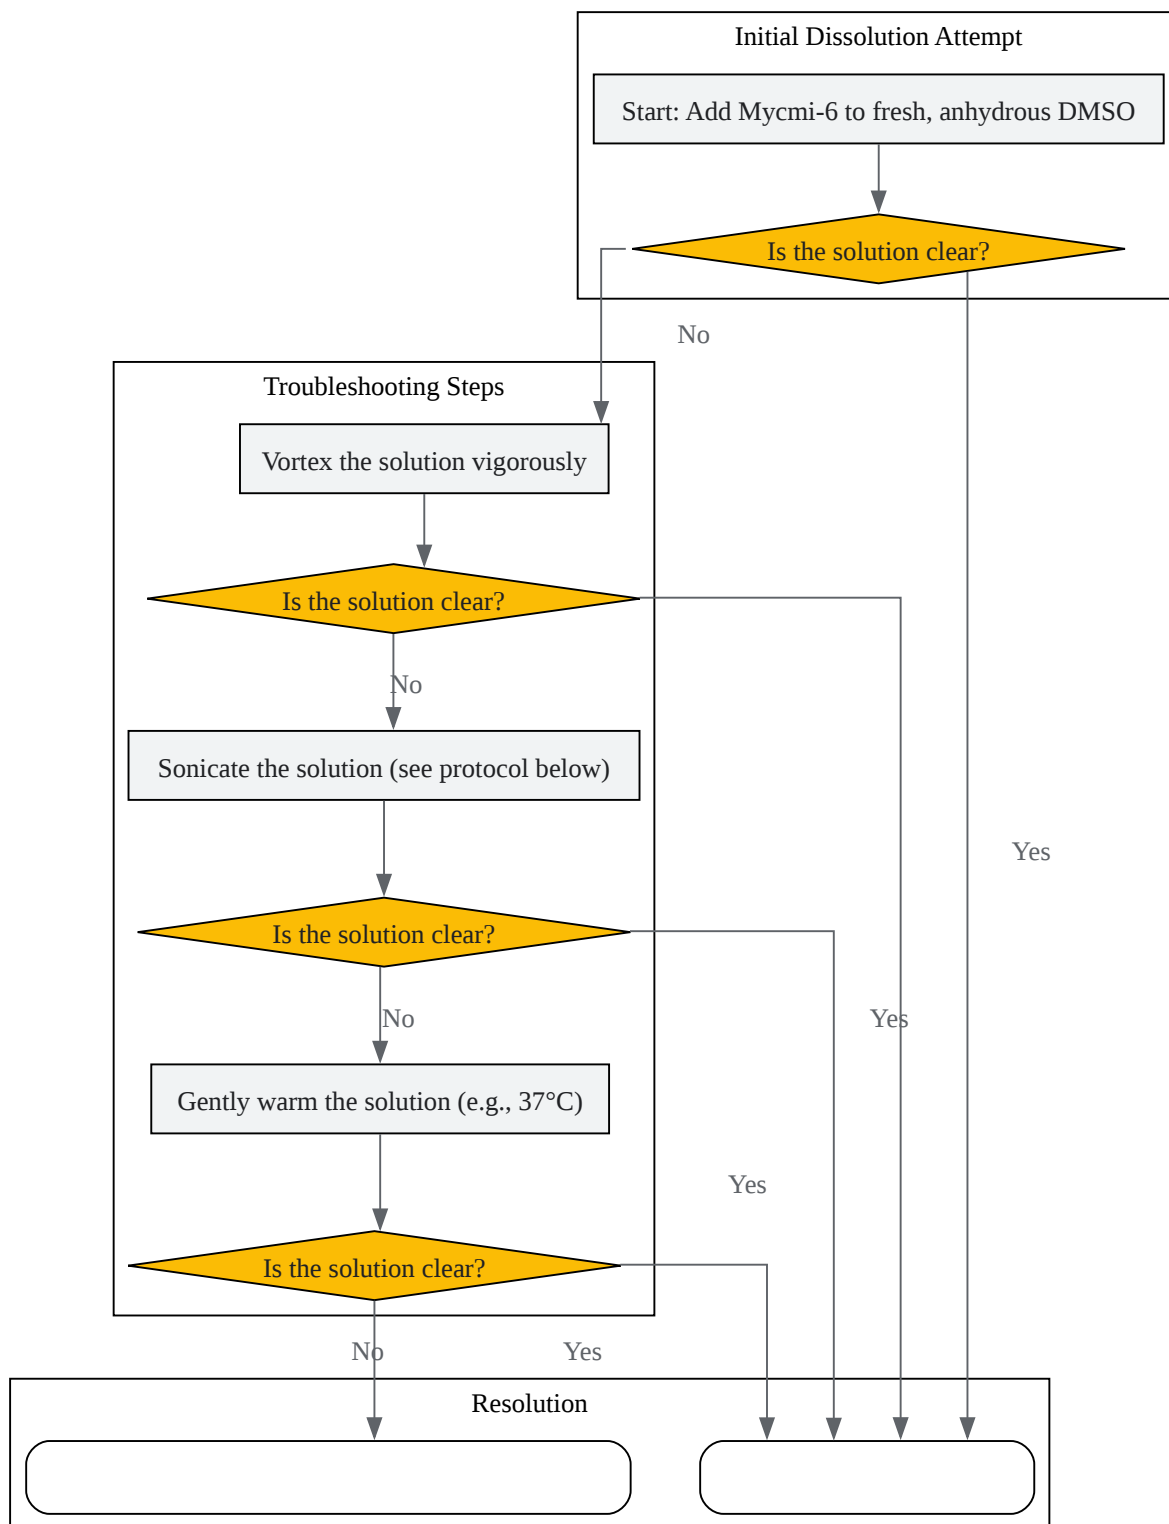 Initial Dissolution Attempt
Start: Add Mycmi-6 to fresh, anhydrous DMSO
Is the solution clear?
No
Troubleshooting Steps
Vortex the solution vigorously
Is the solution clear?
No
Sonicate the solution (see protocol below)
Yes
Is the solution clear?
No
Yes
Gently warm the solution (e.g., 37°C)
Yes
Is the solution clear?
No
Yes
Resolution